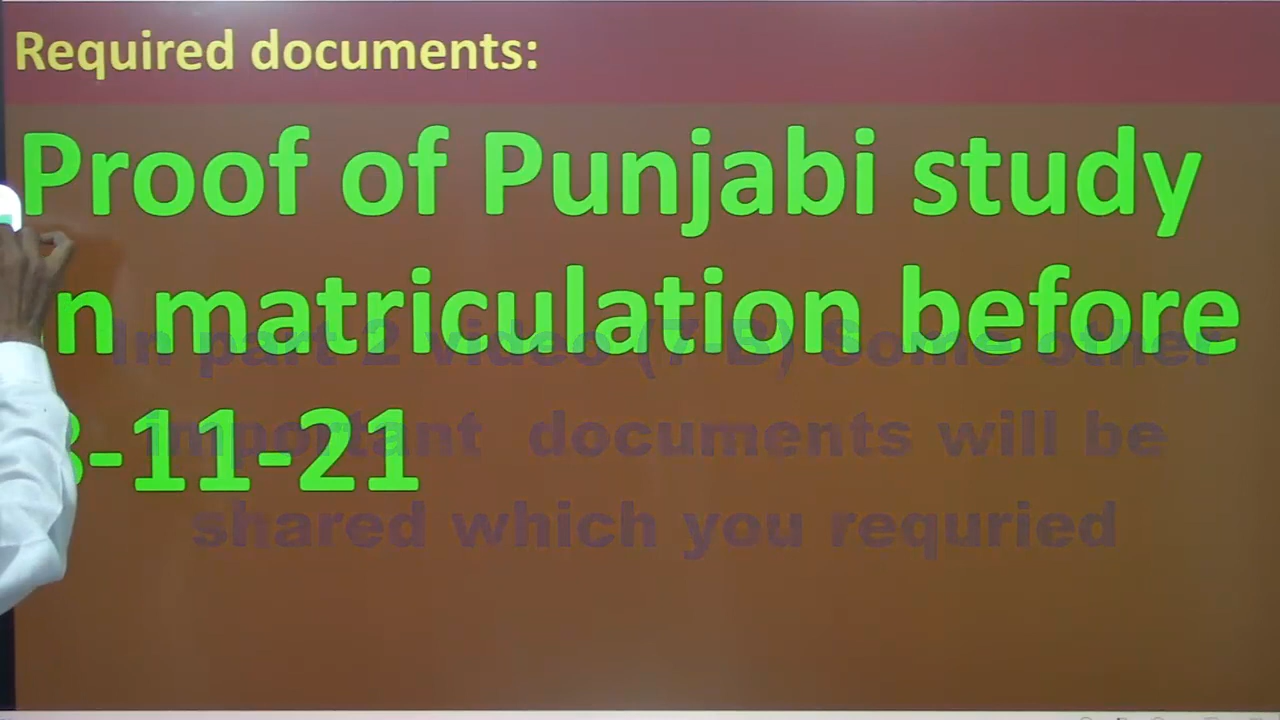 Required documents:
Proof of Punjabi study
n matriculation before
-11-21
In part 2 video (7-B) Some other
important documents will be
shared which you requried